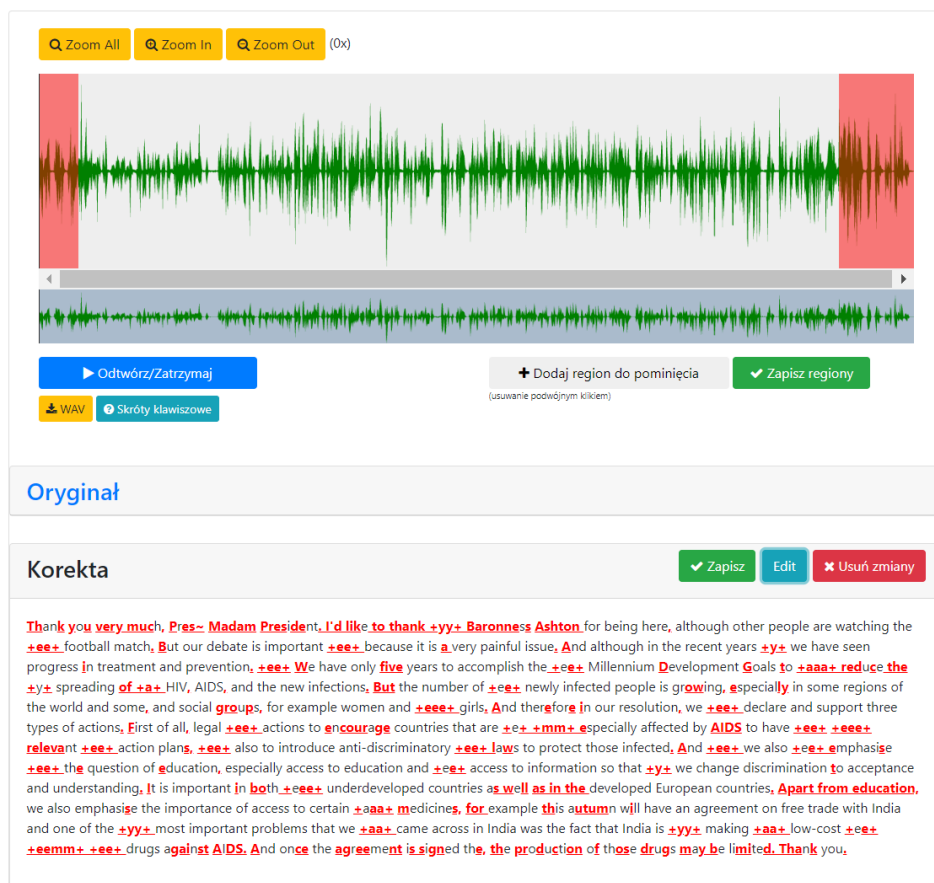 Zoom All Zoom In Zoom Out (0x)
Odtwórz/Zatrzymaj
Dodaj region do pominięcia
Zapisz regiony
(usuwanie podwójnym klikiem)
WAV
Skróty klawiszowe
Oryginał
Korekta
Zapisz
Edit
Usuń zmiany
Thank you very much, Pres~ Madam President. I'd like to thank +yy+ Baronness Ashton for being here, although other people are watching the
+ee+ football match. But our debate is important +ee+ because it is a very painful issue. And although in the recent years +y+ we have seen
progress in treatment and prevention. +ee+ We have only five years to accomplish the +ee+ Millennium Development Goals to +aaa+ reduce the
+y+ spreading of +a+ HIV, AIDS, and the new infections. But the number of +ee+ newly infected people is growing, especially in some regions of
the world and some, and social groups, for example women and +eee+ girls. And therefore in our resolution, we +ee+ declare and support three
types of actions. First of all, legal +ee+ actions to encourage countries that are +e+ +mm+ especially affected by AIDS to have +ee+ +eee+
relevant +ee+ action plans, +ee+ also to introduce anti-discriminatory +ee+ laws to protect those infected. And +ee+ we also +ee+ emphasise
+ee+ the question of education, especially access to education and +ee+ access to information so that +y+ we change discrimination to acceptance
and understanding. It is important in both +eee+ underdeveloped countries as well as in the developed European countries. Apart from education,
we also emphasise the importance of access to certain +aaa+ medicines, for example this autumn will have an agreement on free trade with India
and one of the +yy+ most important problems that we +aa+ came across in India was the fact that India is +yy+ making +aa+ low-cost +ee+
+eemm+ +ee+ drugs against AIDS. And once the agreement is signed the, the production of those drugs may be limited. Thank you.